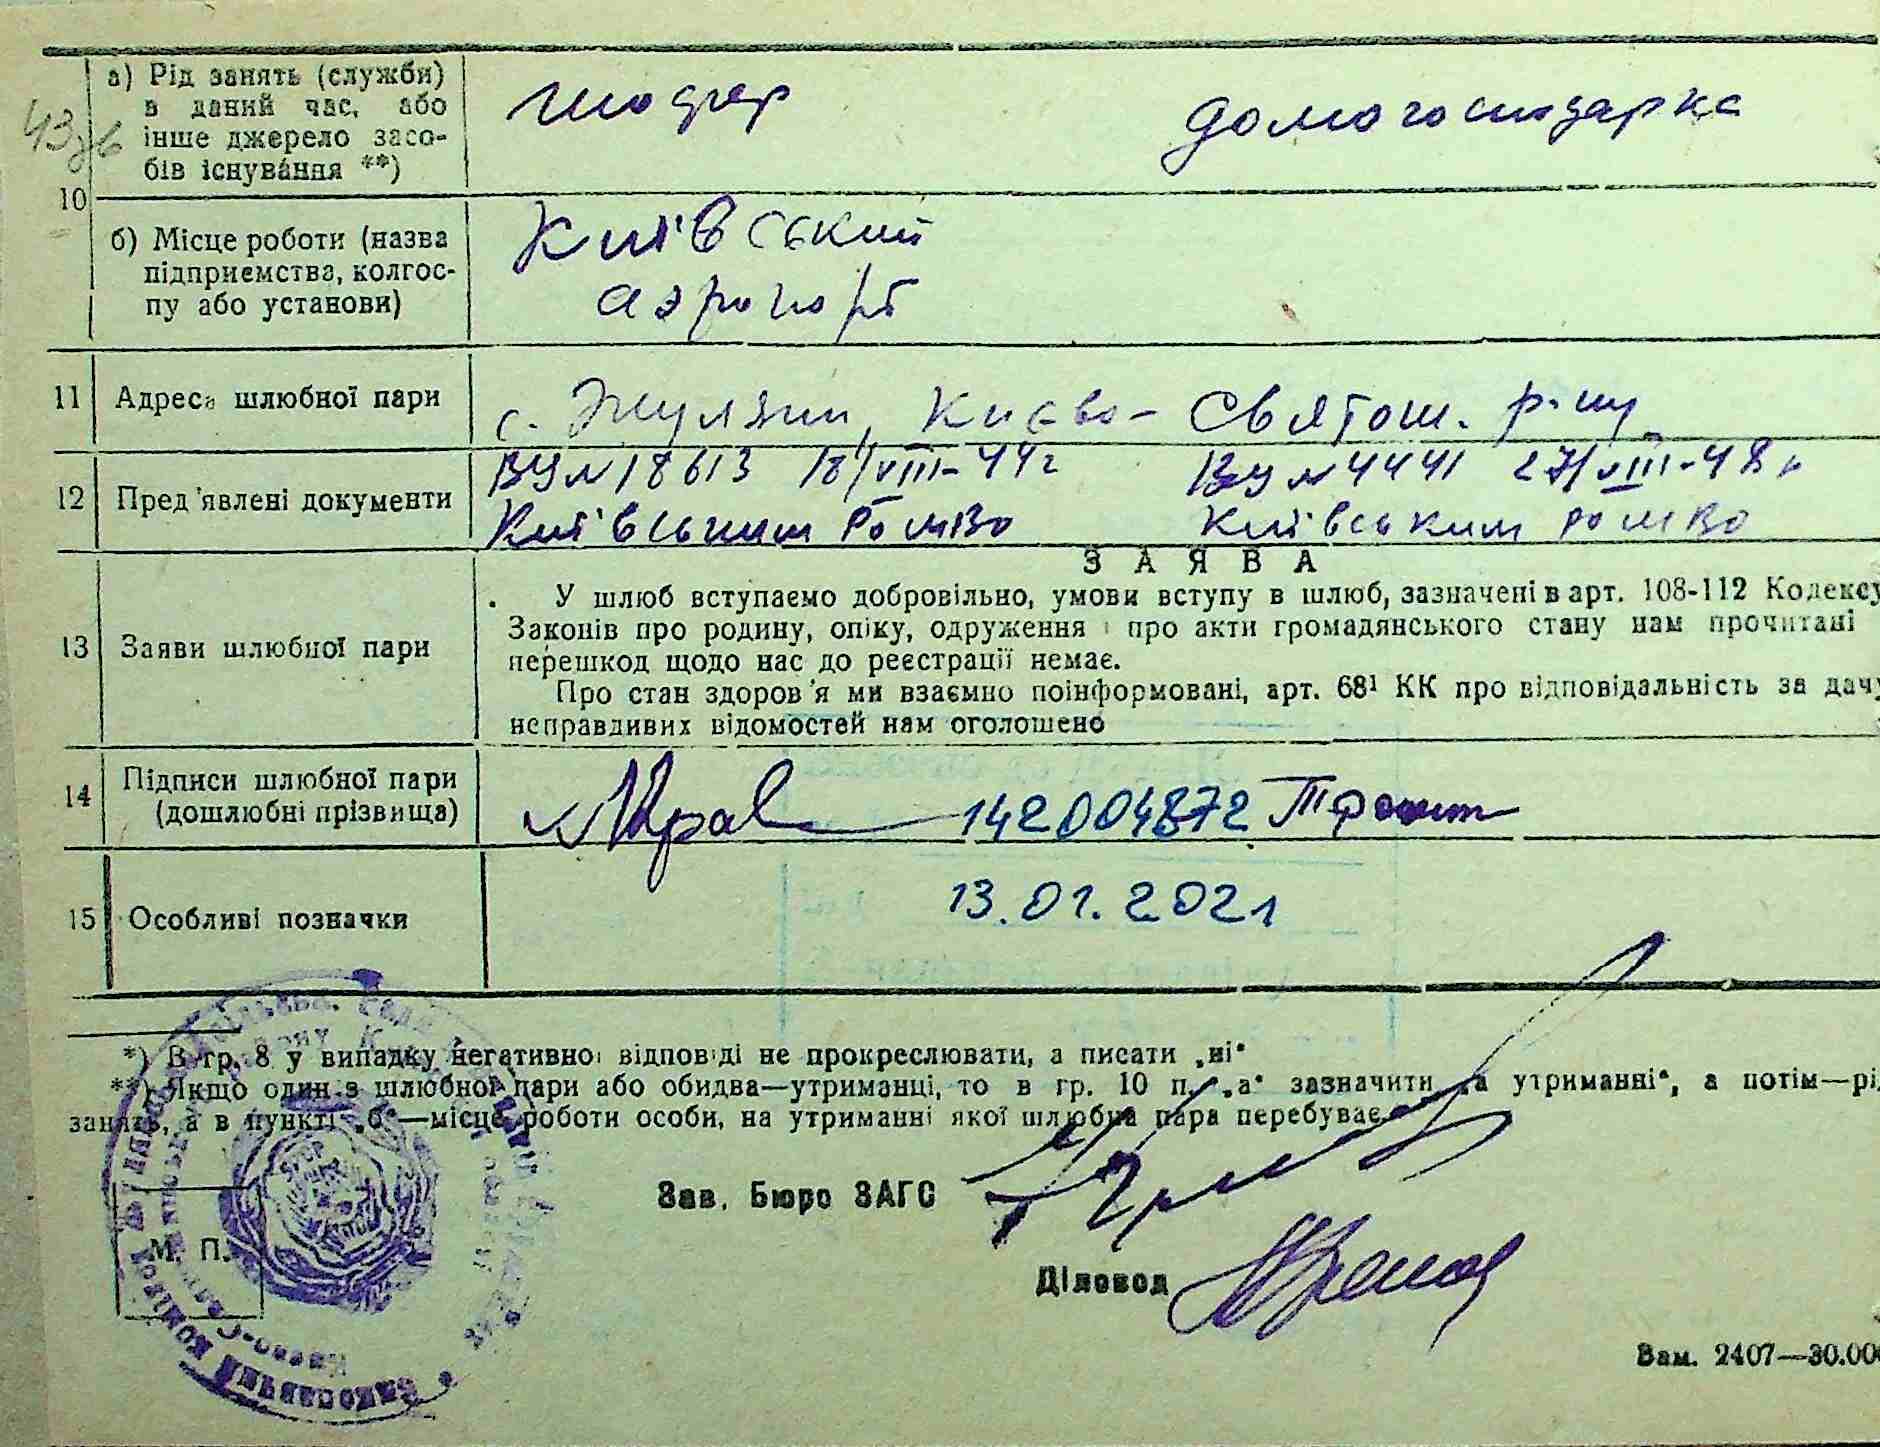 43
10
а) Рід занять (служби) в даний час, або інше джерело засобів існування **)
шофер домогосподарка
б) Місце роботи (назва підприємства, колгоспу або установи)
Київський
аэропорт
11 Адреса шлюбної пари
с. Жуляни, Києво-Святош. р-ну
12 Пред'явлені документи
ВУ № 18613 18/VIII-44г ВУ № 4441 27/VIII-48г
Київським РОМВО Київським РОМВО
ЗАЯВА
13 Заяви шлюбної пари
У шлюб вступаємо добровільно, умови вступу в шлюб, зазначені в арт. 108-112 Кодексу
Законів про родину, опіку, одруження і про акти громадянського стану нам прочитані
перешкод щодо нас до реєстрації немає.
Про стан здоров'я ми взаємно поінформовані, арт. 68¹ КК про відповідальність за дачу
неправдивих відомостей нам оголошено
14 Підписи шлюбної пари
(дошлюбні прізвища)
142004872
15 Особливі позначки
13.01.2021
*) В гр. 8 у випадку негативної відповіді не прокреслювати, а писати „ні“
**) Якщо один з шлюбної пари або обидва—утриманці, то в гр. 10 п. „а“ зазначити „на утриманні“, а потім—рід
занять, а в пункті „б“—місце роботи особи, на утриманні якої шлюбна пара перебуває
Зав. Бюро ЗАГС
М. П.
Діловод
Зам. 2407—30.000